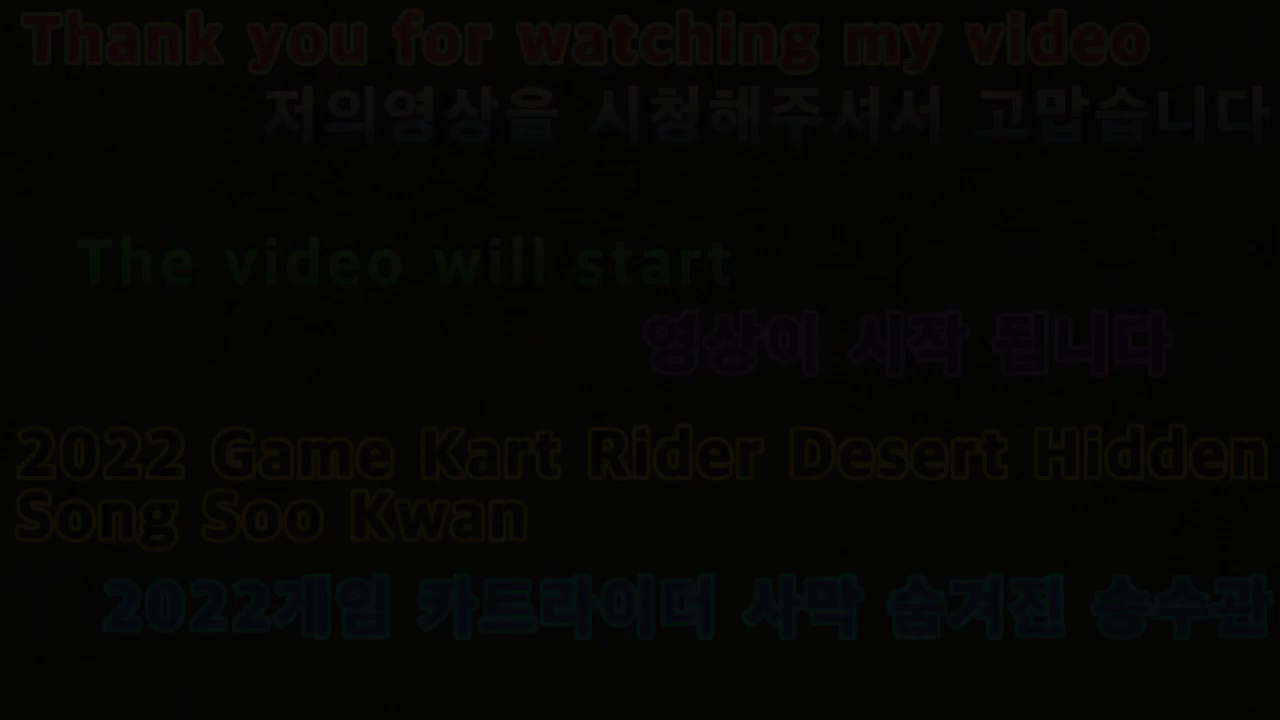 Thank you for watching my video
저의영상을 시청해주셔서 고맙습니다
The video will start
영상이 시작 됩니다
2022 Game Kart Rider Desert Hidden
Song Soo Kwan
2022게임 카트라이더 사막 숨겨진 송수관